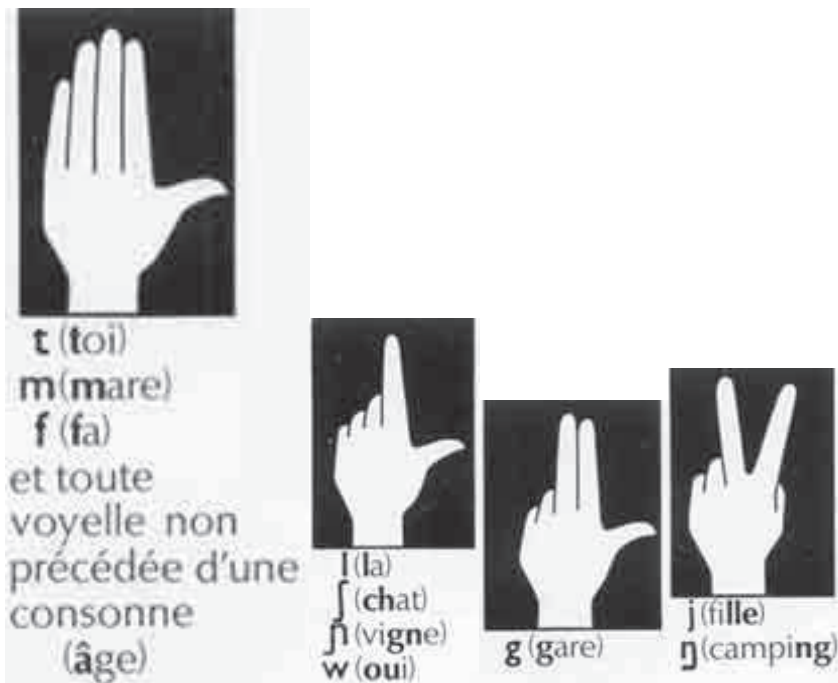 t (toi)
m (mare)
f (fa)
et toute
voyelle non
précédée d'une
consonne
(âge)
l (la)
ʃ (chat)
ɲ (vigne)
w (oui)
g (gare)
j (fille)
ŋ (camping)